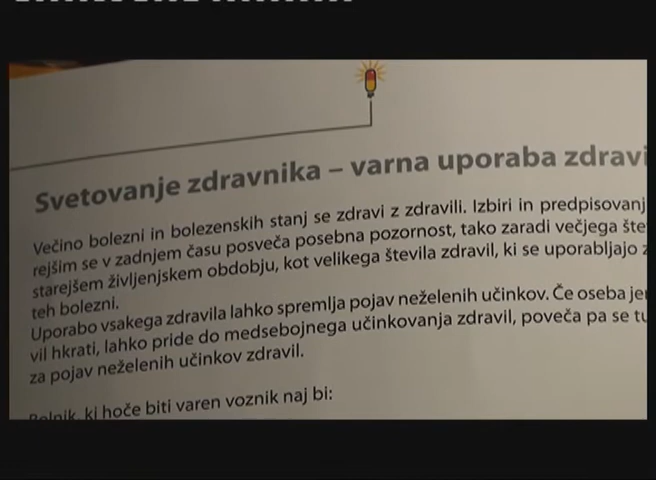 Svetovanje zdravnika – varna uporaba zdravi
Večino bolezni in bolezenskih stanj se zdravi z zdravili. Izbiri in predpisovanj
rejšim se v zadnjem času posveča posebna pozornost, tako zaradi večjega šte
starejšem življenjskem obdobju, kot velikega števila zdravil, ki se uporabljajo z
teh bolezni.
Uporabo vsakega zdravila lahko spremlja pojav neželenih učinkov. Če oseba je
vil hkrati, lahko pride do medsebojnega učinkovanja zdravil, poveča pa se tu
za pojav neželenih učinkov zdravil.
Bolnik, ki hoče biti varen voznik naj bi: